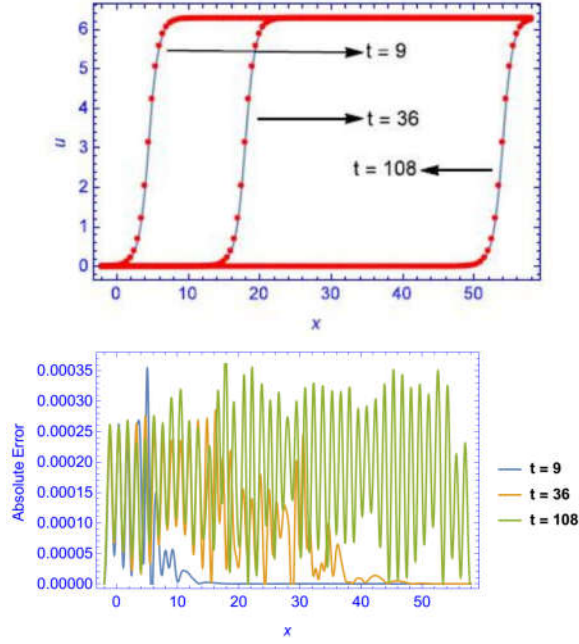 6
5
4
3
2
1
0
u
t = 9
t = 36
t = 108
0 10 20 30 40 50
x
0.00035
0.00030
0.00025
0.00020
0.00015
0.00010
0.00005
0.00000
Absolute Error
t = 9
t = 36
t = 108
0 10 20 30 40 50
x